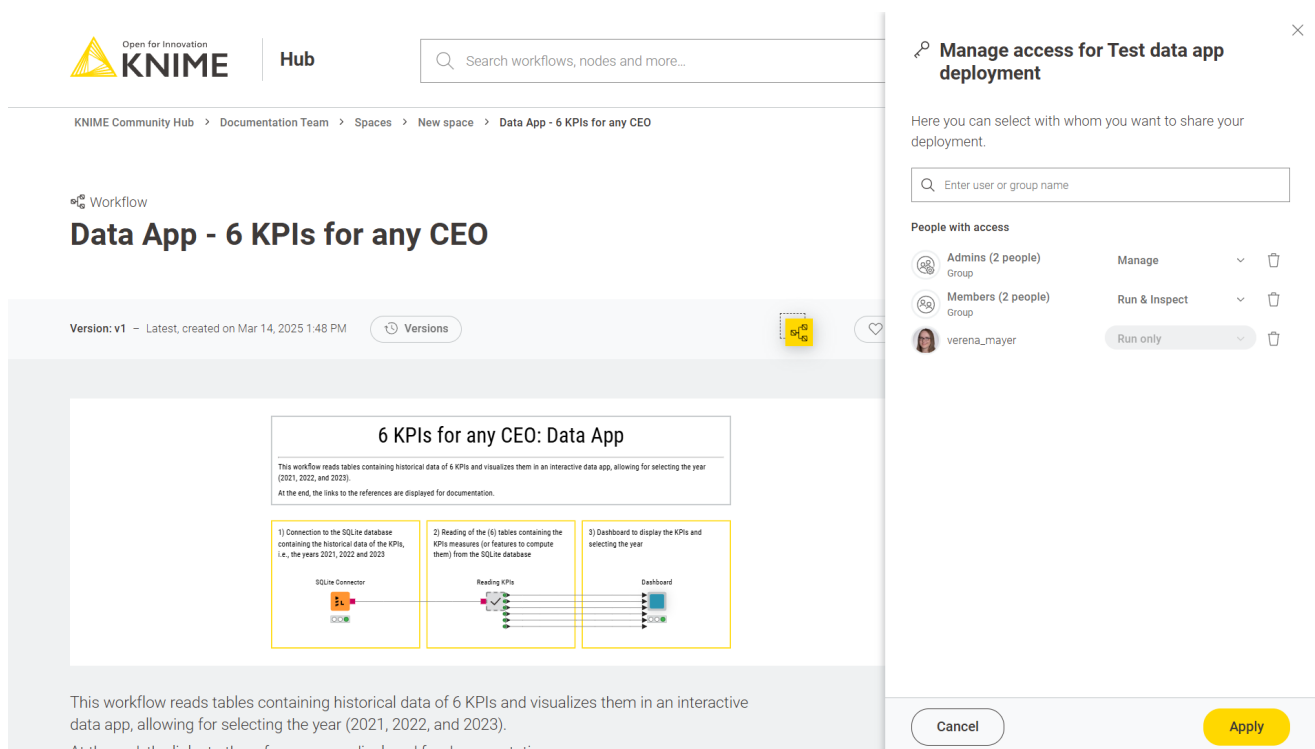 Open for Innovation
KNIME
Hub
Search workflows, nodes and more...
KNIME Community Hub > Documentation Team > Spaces > New space > Data App - 6 KPIs for any CEO
Workflow
Data App - 6 KPIs for any CEO
Version: v1 – Latest, created on Mar 14, 2025 1:48 PM
Versions
6 KPIs for any CEO: Data App
This workflow reads tables containing historical data of 6 KPIs and visualizes them in an interactive data app, allowing for selecting the year
(2021, 2022, and 2023).
At the end, the links to the references are displayed for documentation.
1) Connection to the SQLite database
containing the historical data of the KPIs,
i.e., the years 2021, 2022 and 2023
SQLite Connector
2) Reading of the (6) tables containing the
KPIs measures (or features to compute
them) from the SQLite database
Reading KPIs
3) Dashboard to display the KPIs and
selecting the year
Dashboard
This workflow reads tables containing historical data of 6 KPIs and visualizes them in an interactive
data app, allowing for selecting the year (2021, 2022, and 2023).
Manage access for Test data app
deployment
Here you can select with whom you want to share your
deployment.
Enter user or group name
People with access
Admins (2 people)
Group
Manage
Members (2 people)
Group
Run & Inspect
verena_mayer
Run only
Cancel
Apply